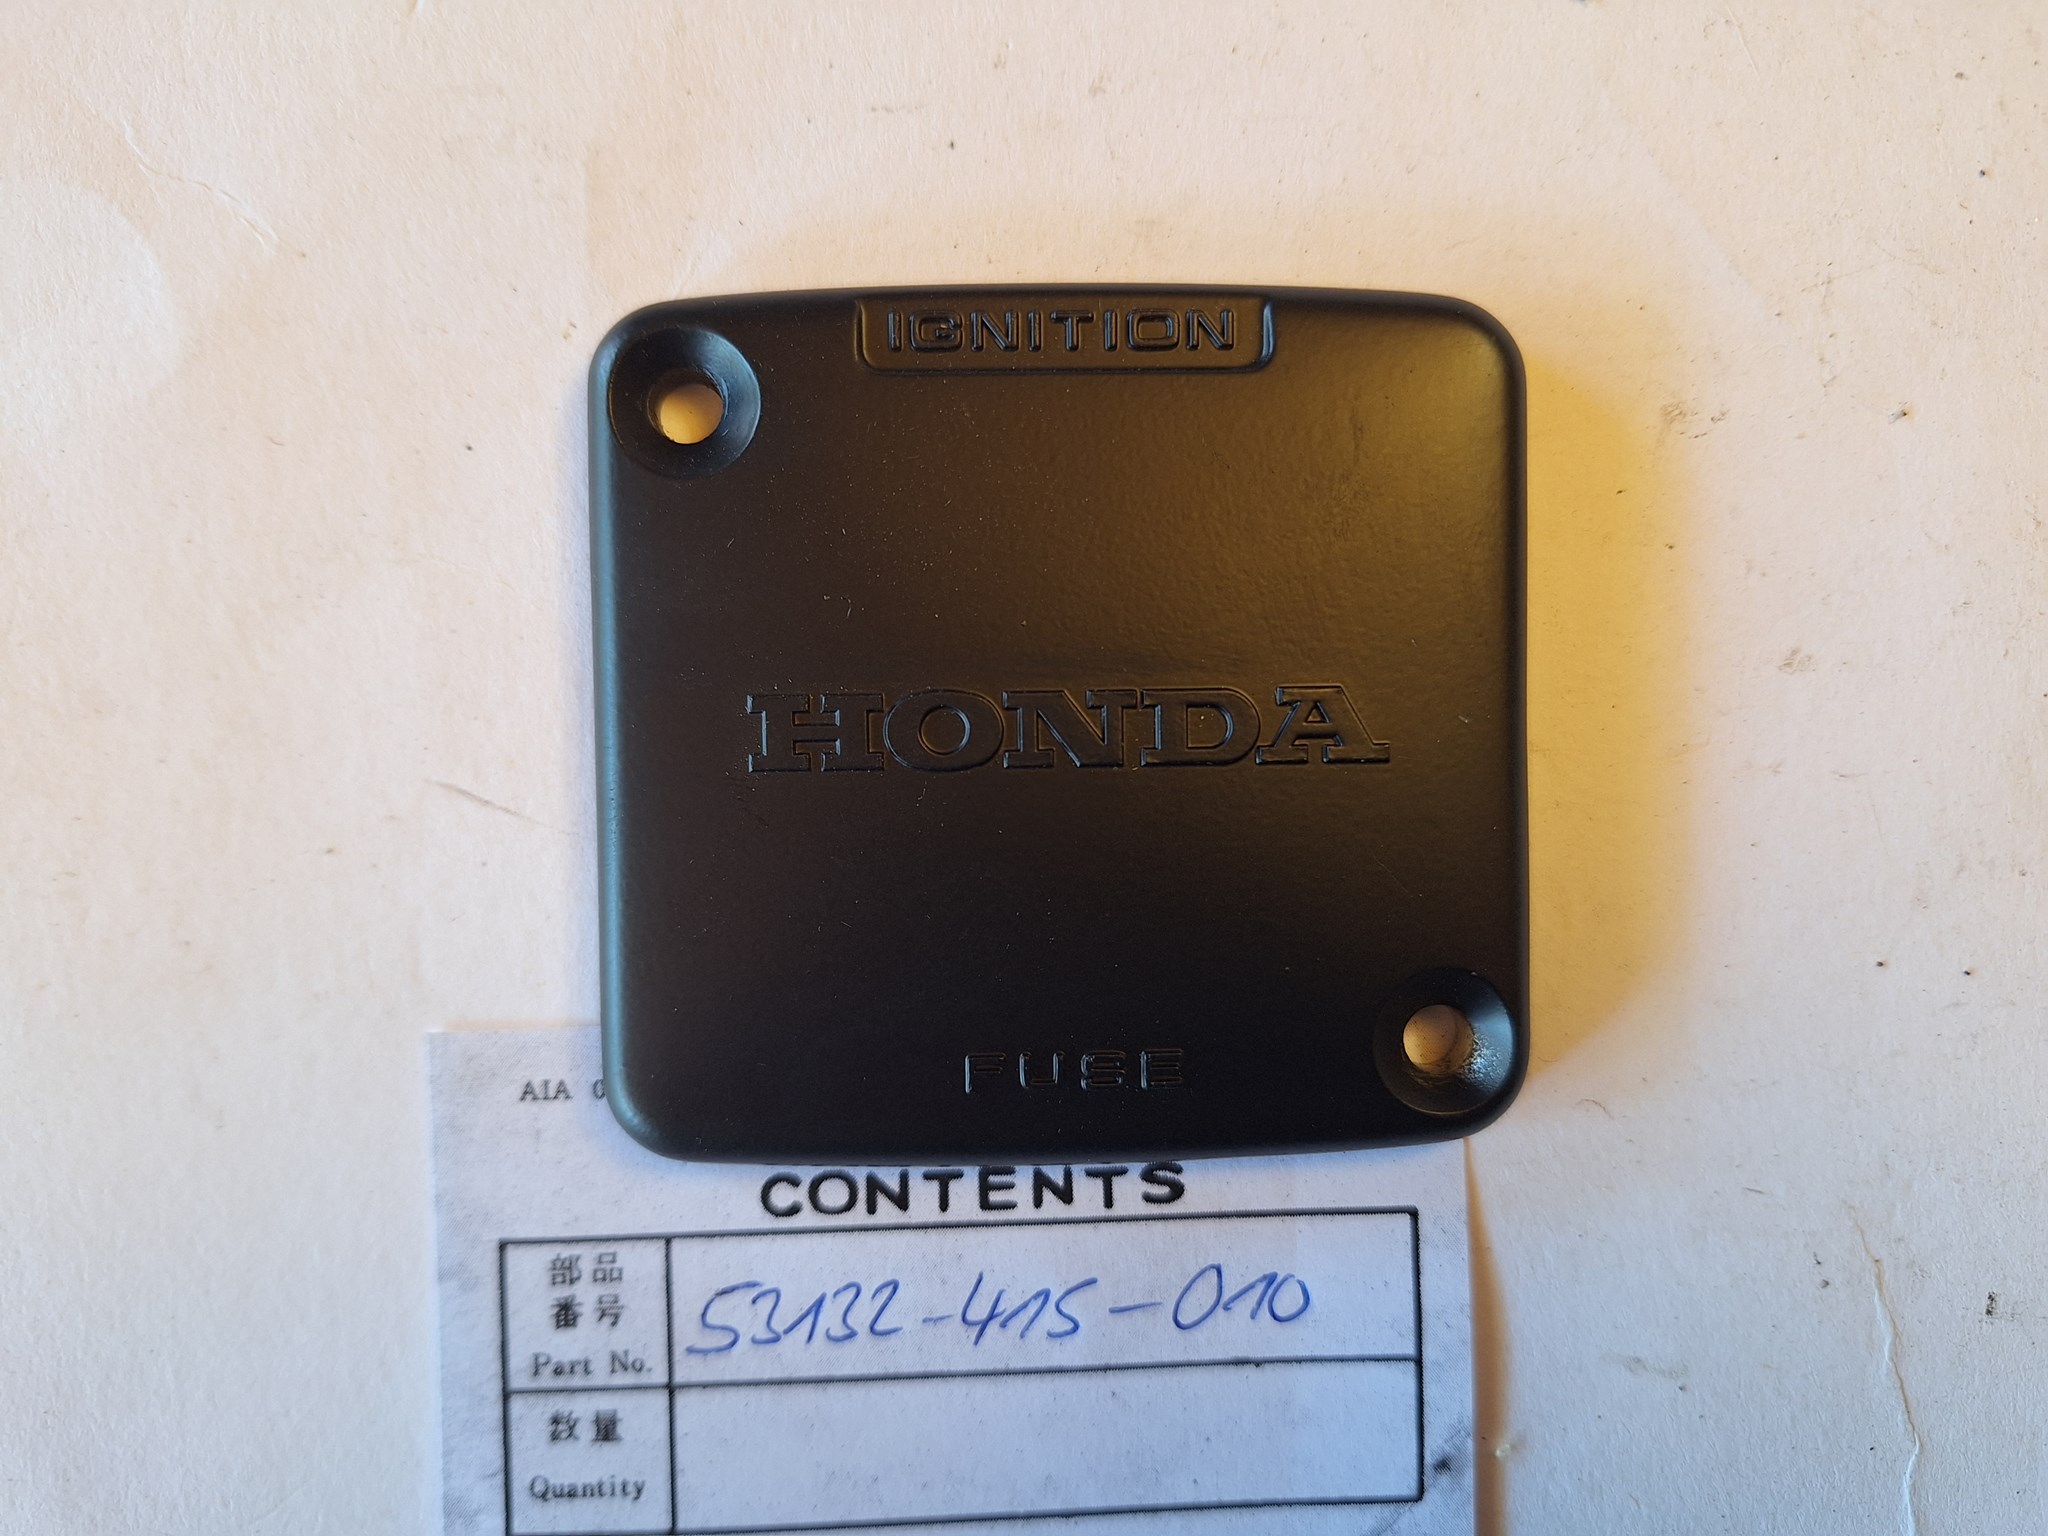 IGNITION
HONDA
FUSE
AIA
CONTENTS
部品
番号
Part No.
53132-415-010
数量
Quantity